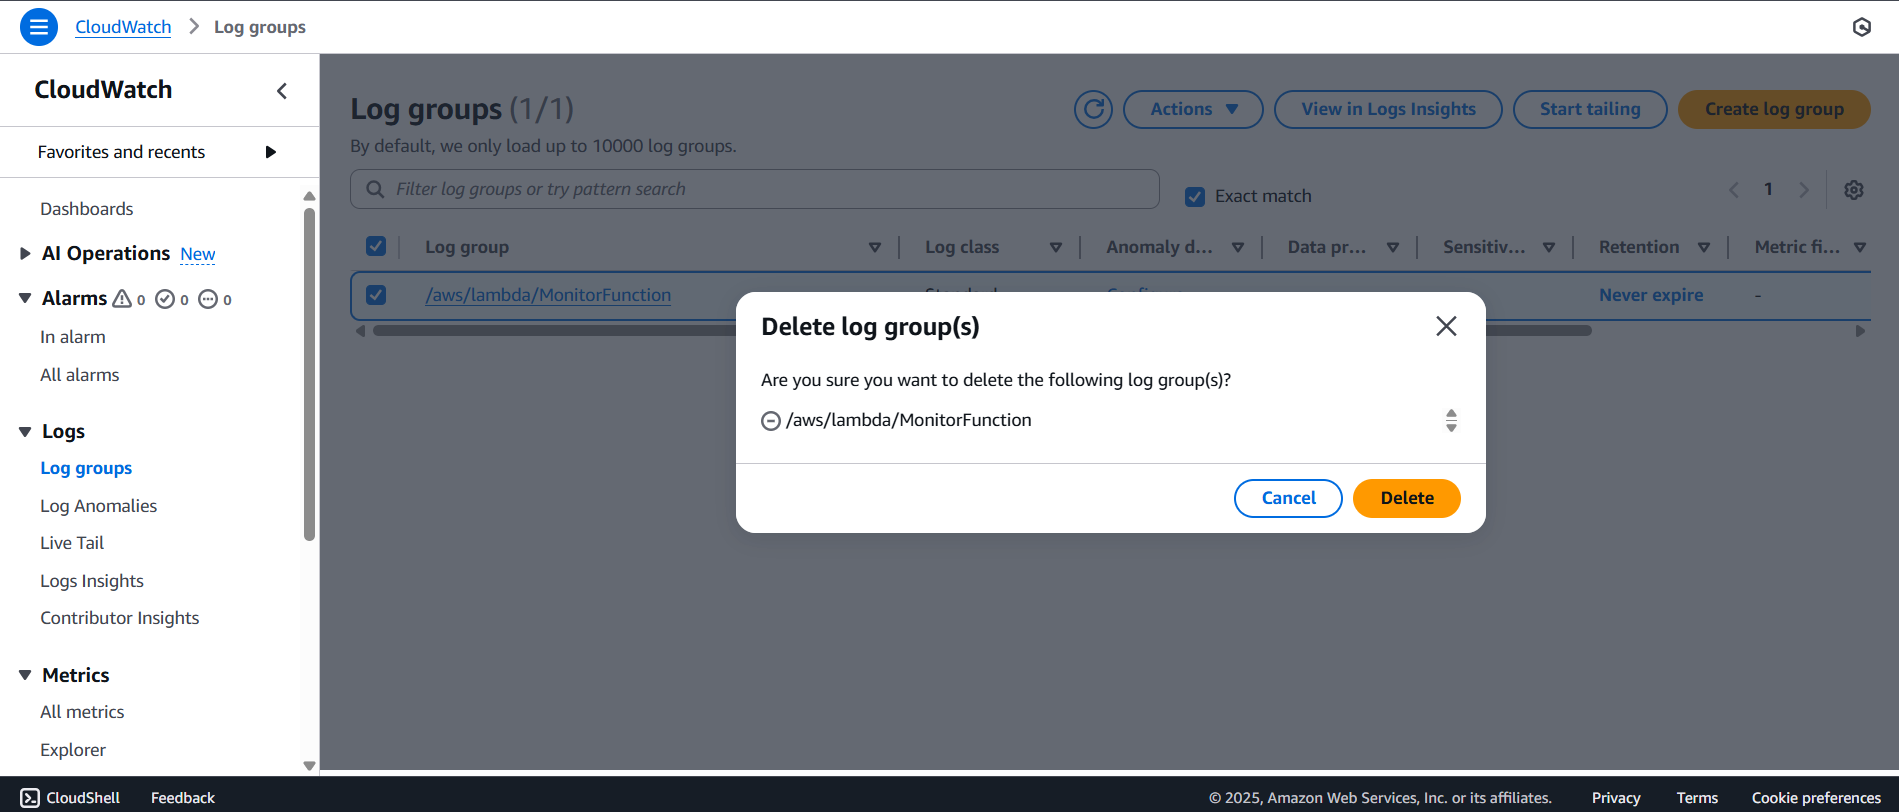 CloudWatch > Log groups
CloudWatch
Favorites and recents
Dashboards
AI Operations New
Alarms 0 0 0
In alarm
All alarms
Logs
Log groups
Log Anomalies
Live Tail
Logs Insights
Contributor Insights
Metrics
All metrics
Explorer
Log groups (1/1)
Actions
View in Logs Insights
Start tailing
Create log group
By default, we only load up to 10000 log groups.
Filter log groups or try pattern search
Exact match
1
Log group Log class Anomaly d... Data pr... Sensitiv... Retention Metric fi...
/aws/lambda/MonitorFunction Never expire -
Delete log group(s)
Are you sure you want to delete the following log group(s)?
/aws/lambda/MonitorFunction
Cancel Delete
CloudShell Feedback © 2025, Amazon Web Services, Inc. or its affiliates. Privacy Terms Cookie preferences